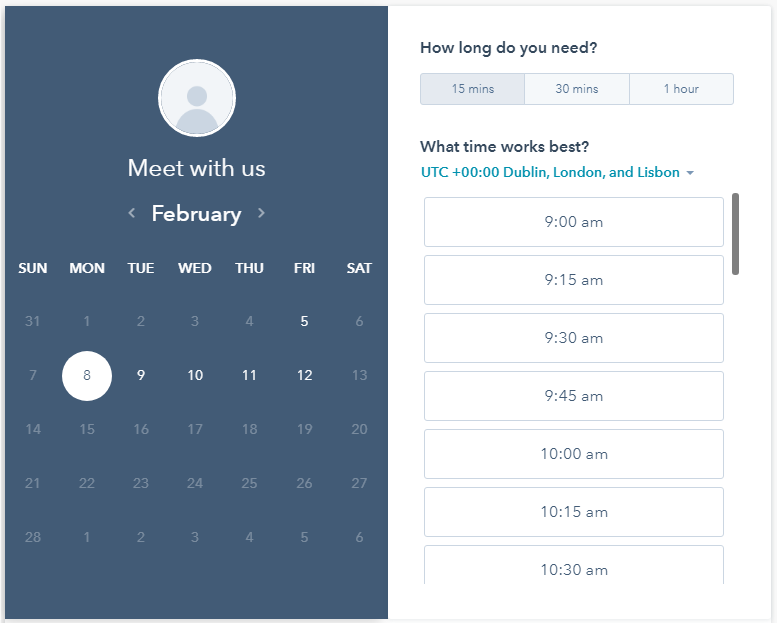 Meet with us
February
SUN MON TUE WED THU FRI SAT
31 1 2 3 4 5 6
7 8 9 10 11 12 13
14 15 16 17 18 19 20
21 22 23 24 25 26 27
28 1 2 3 4 5 6
How long do you need?
15 mins 30 mins 1 hour
What time works best?
UTC +00:00 Dublin, London, and Lisbon
9:00 am
9:15 am
9:30 am
9:45 am
10:00 am
10:15 am
10:30 am